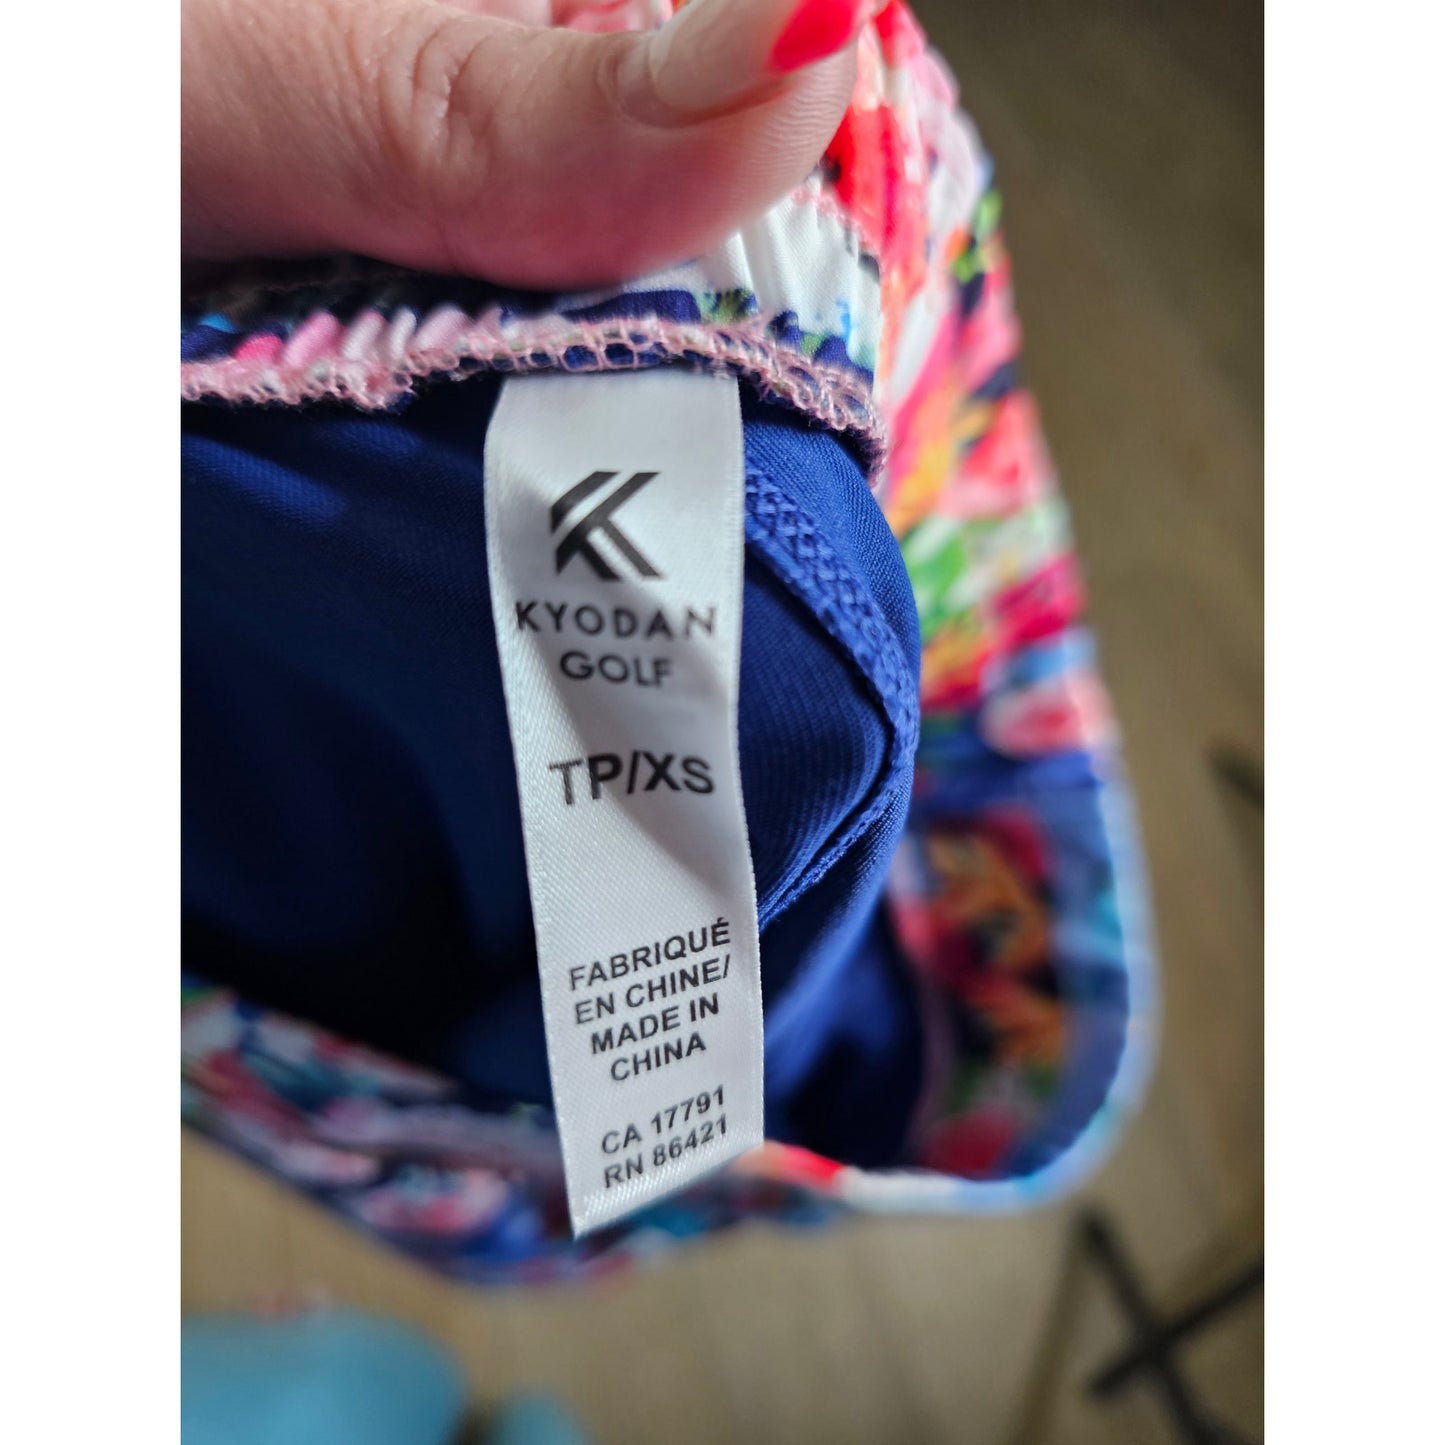 KYODAN
GOLF
TP/XS
FABRIQUÉ
EN CHINE/
MADE IN
CHINA
CA 17791
RN 86421